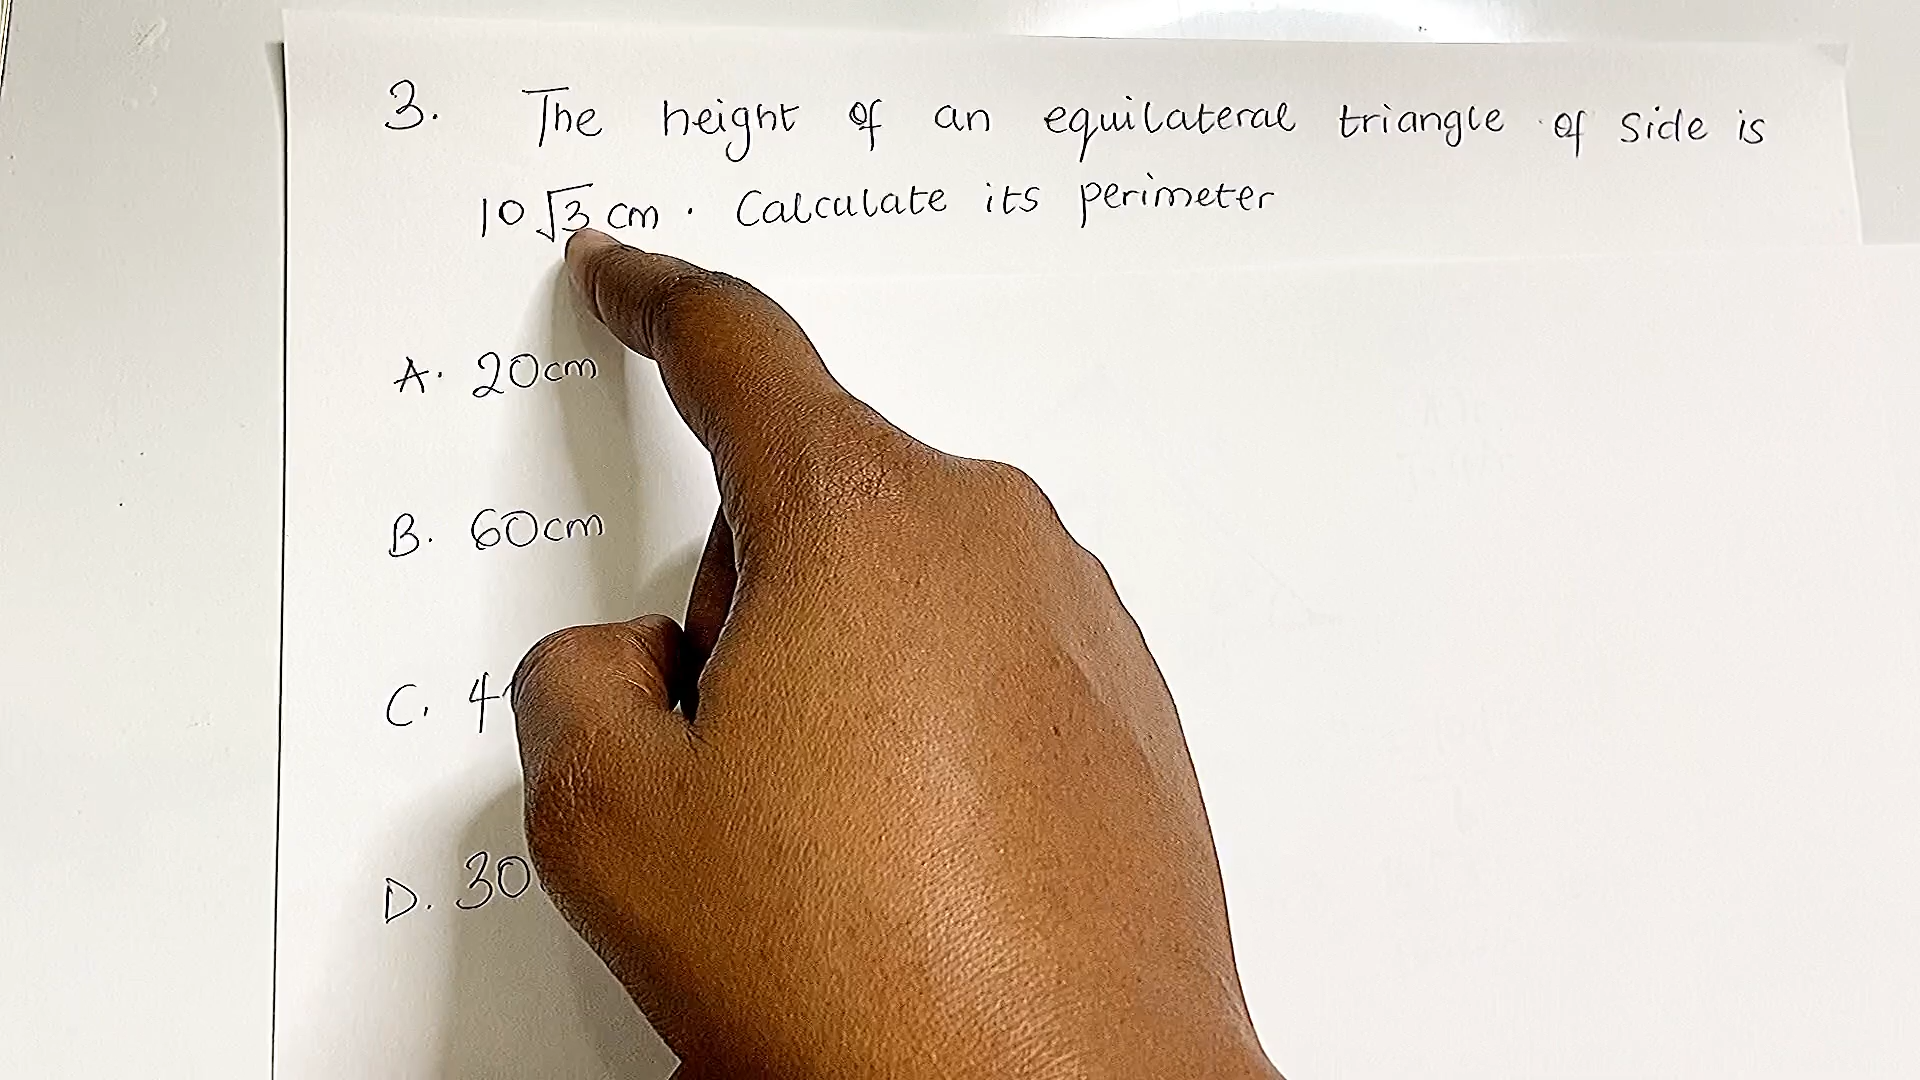 3. The height of an equilateral triangle of side is
10√3 cm. Calculate its perimeter
A. 20cm
B. 60cm
C. 4
D. 30